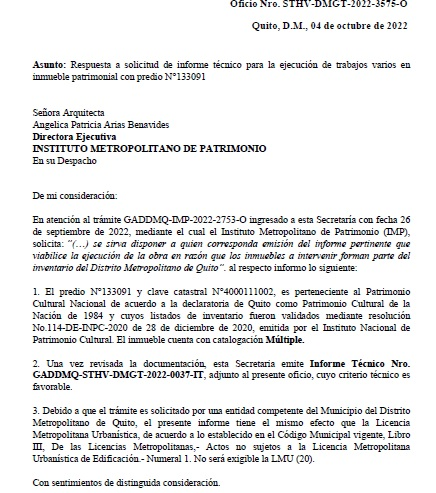 Oficio Nro. STHV-DMGT-2022-3575-O
Quito, D.M., 04 de octubre de 2022
Asunto: Respuesta a solicitud de informe técnico para la ejecución de trabajos varios en
inmueble patrimonial con predio N°133091
Señora Arquitecta
Angelica Patricia Arias Benavides
Directora Ejecutiva
INSTITUTO METROPOLITANO DE PATRIMONIO
En su Despacho
De mi consideración:
En atención al trámite GADDMQ-IMP-2022-2753-O ingresado a esta Secretaría con fecha 26
de septiembre de 2022, mediante el cual el Instituto Metropolitano de Patrimonio (IMP),
solicita: "(…) se sirva disponer a quien corresponda emisión del informe pertinente que
viabilice la ejecución de la obra en razón que los inmuebles a intervenir forman parte del
inventario del Distrito Metropolitano de Quito". al respecto informo lo siguiente:
1. El predio N°133091 y clave catastral N°4000111002, es perteneciente al Patrimonio
Cultural Nacional de acuerdo a la declaratoria de Quito como Patrimonio Cultural de la
Nación de 1984 y cuyos listados de inventario fueron validados mediante resolución
No.114-DE-INPC-2020 de 28 de diciembre de 2020, emitida por el Instituto Nacional de
Patrimonio Cultural. El inmueble cuenta con catalogación Múltiple.
2. Una vez revisada la documentación, esta Secretaria emite Informe Técnico Nro.
GADDMQ-STHV-DMGT-2022-0037-IT, adjunto al presente oficio, cuyo criterio técnico es
favorable.
3. Debido a que el trámite es solicitado por una entidad competente del Municipio del Distrito
Metropolitano de Quito, el presente informe tiene el mismo efecto que la Licencia
Metropolitana Urbanística, de acuerdo a lo establecido en el Código Municipal vigente, Libro
III, De las Licencias Metropolitanas,- Actos no sujetos a la Licencia Metropolitana
Urbanística de Edificación.- Numeral 1. No será exigible la LMU (20).
Con sentimientos de distinguida consideración.